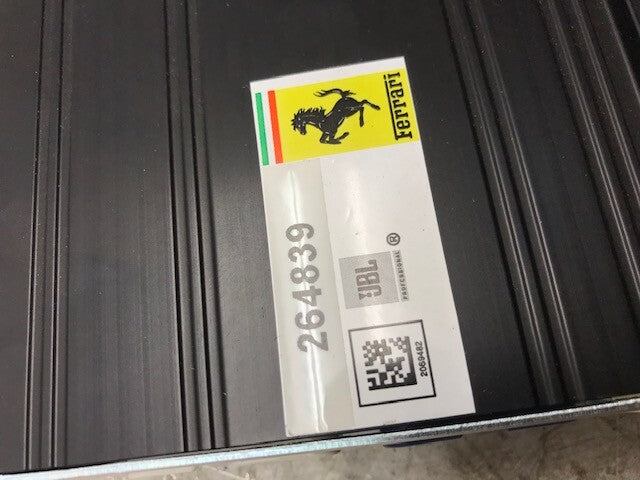 Ferrari
264839
JBL
PROFESSIONAL
®
2069482